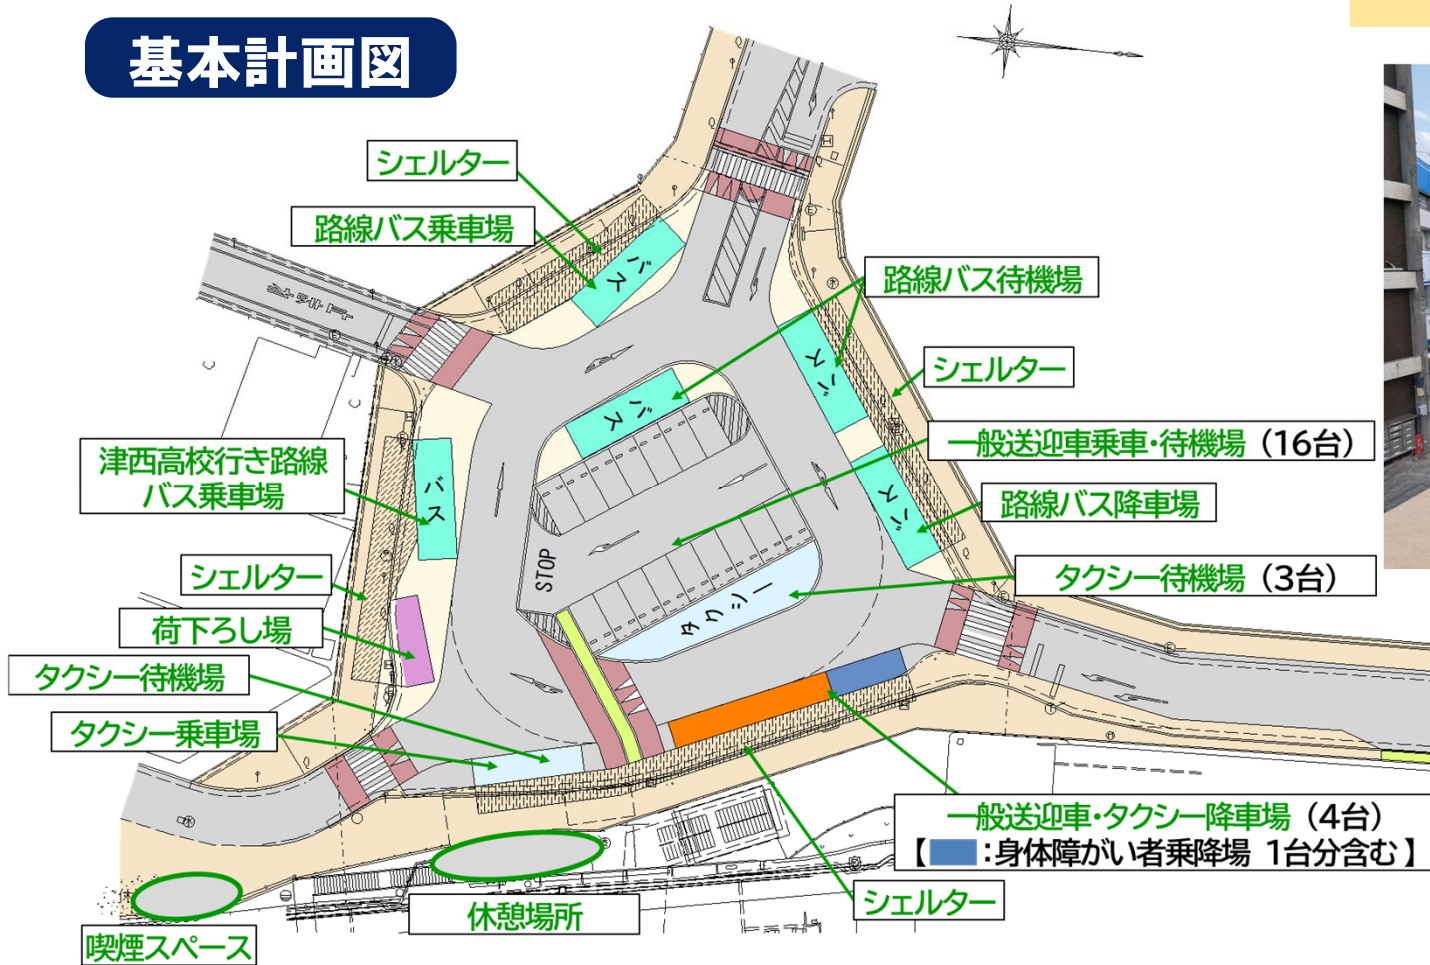 基本計画図
シェルター
路線バス乗車場
バス
路線バス待機場
バス
バス
シェルター
一般送迎車乗車・待機場（16台）
津西高校行き路線
バス乗車場
バス
バス
路線バス降車場
STOP
シェルター
タクシー待機場（3台）
タクシー
荷下ろし場
タクシー待機場
タクシー乗車場
一般送迎車・タクシー降車場（4台）
【　：身体障がい者乗降場 1台分含む】
シェルター
休憩場所
喫煙スペース